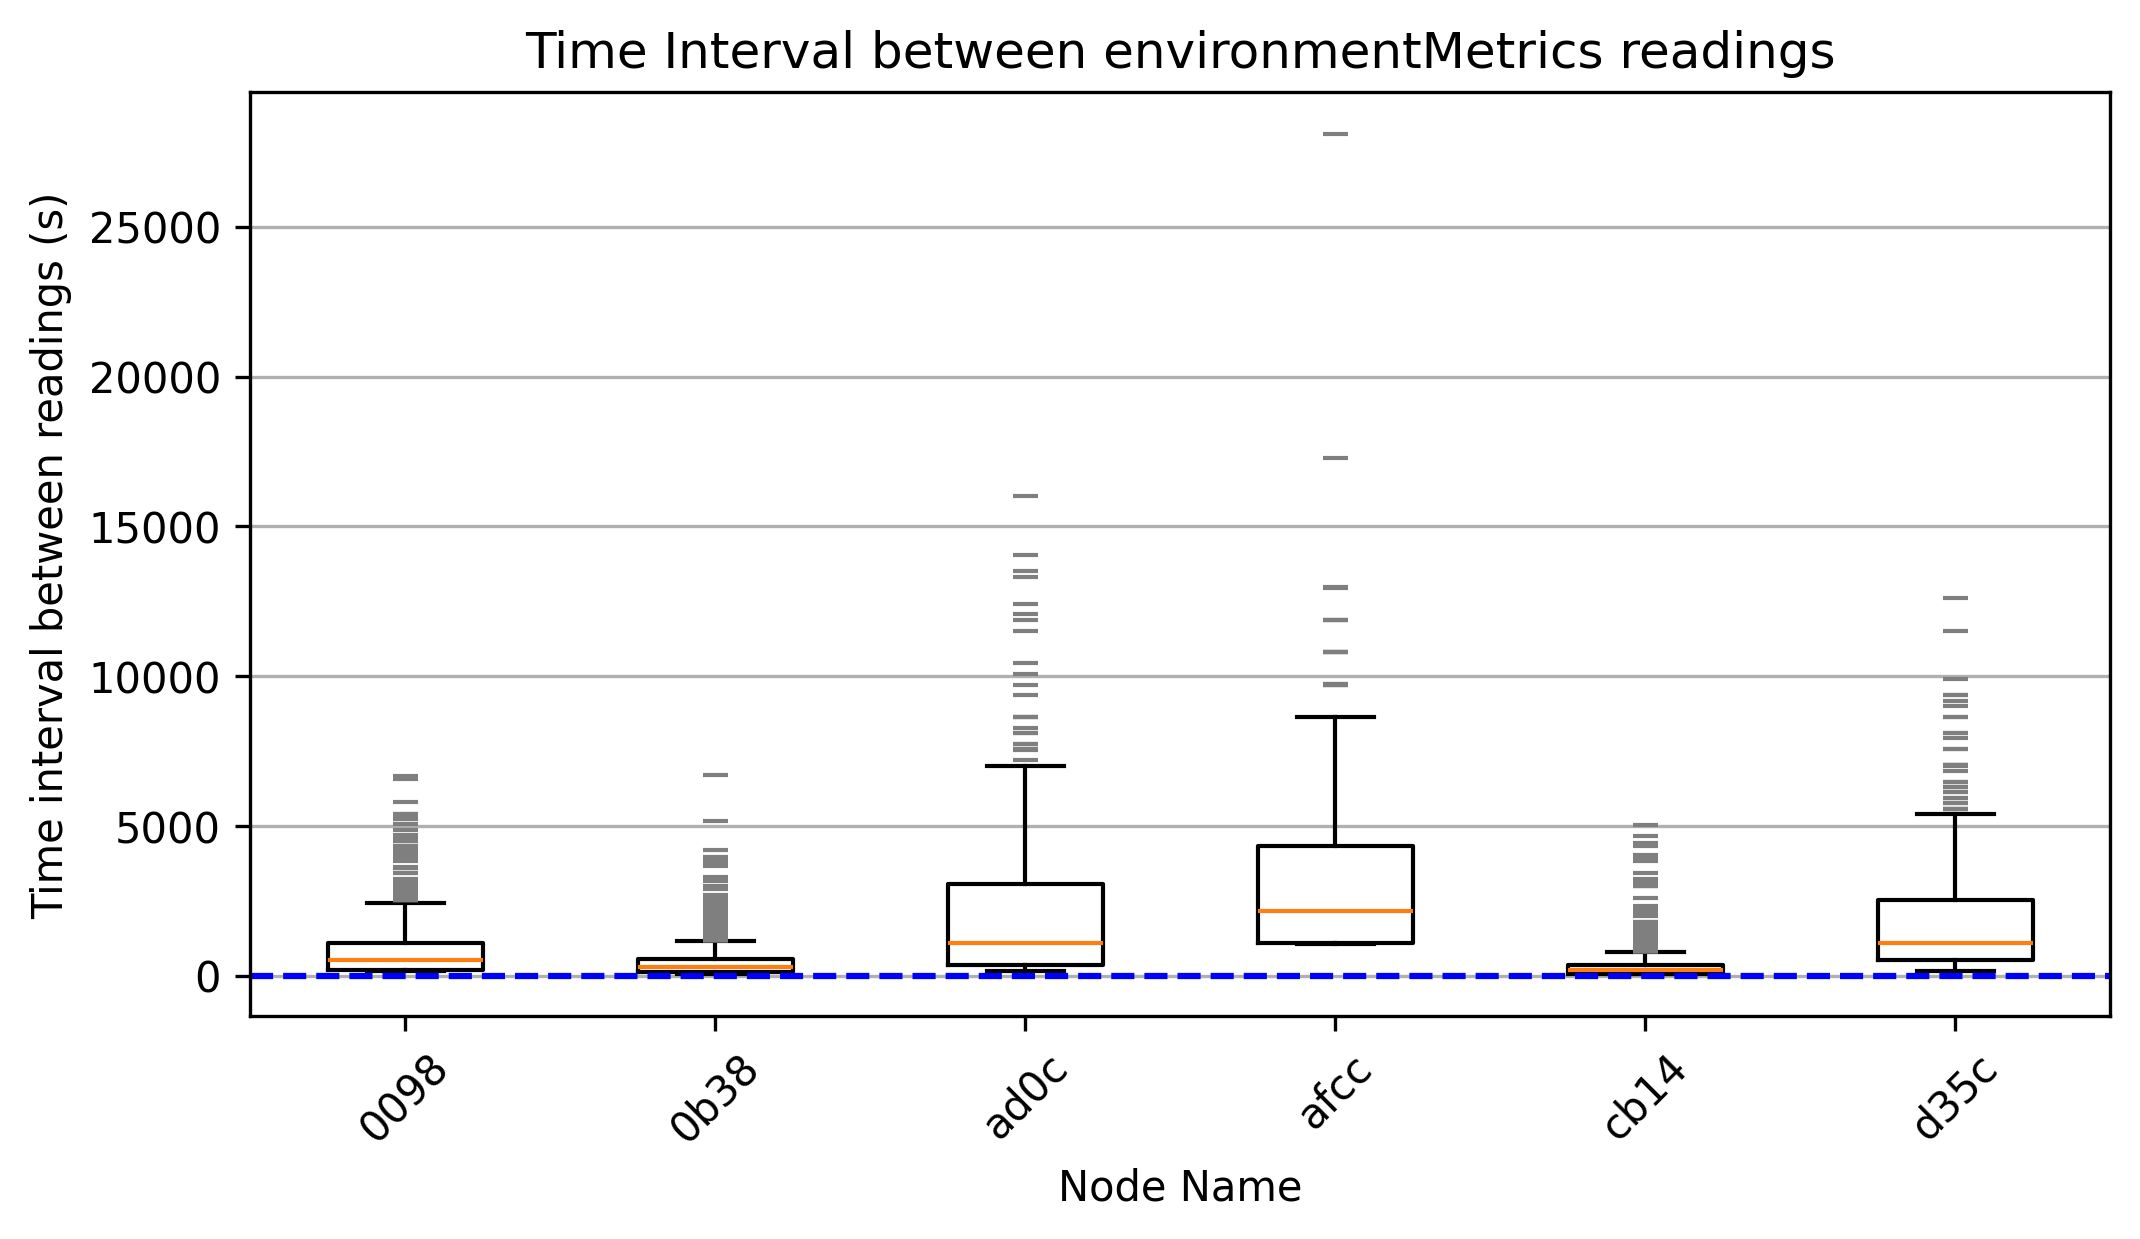 Time Interval between environmentMetrics readings
Time interval between readings (s)
25000
20000
15000
10000
5000
0
0098
0b38
ad0c
afcc
cb14
d35c
Node Name